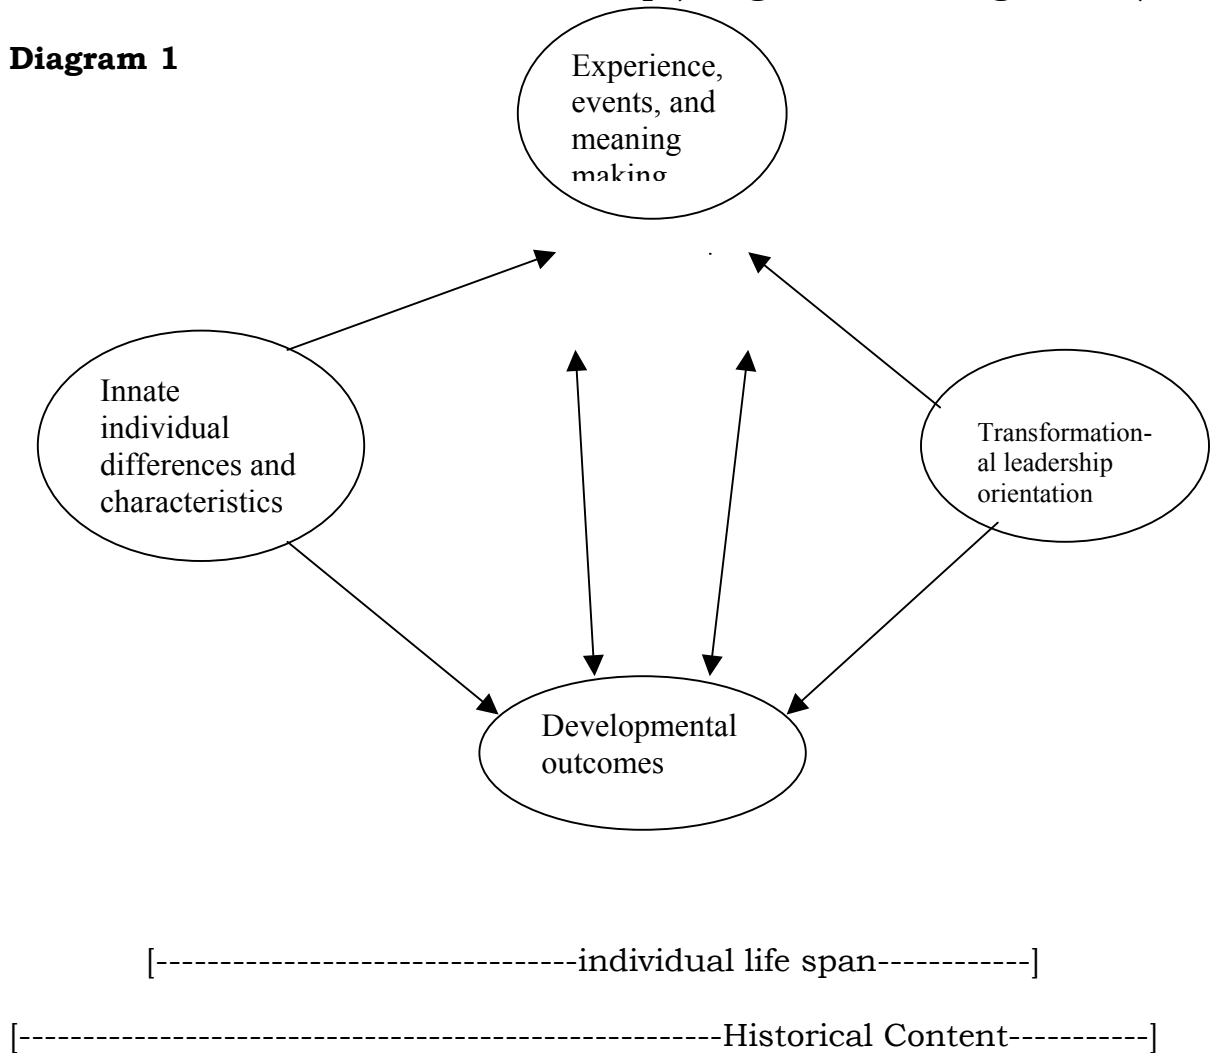 Diagram 1
Experience,
events, and
meaning
making
Innate
individual
differences and
characteristics
Transformation-
al leadership
orientation
Developmental
outcomes
[---------------------------------individual life span--------------]
[-------------------------------------------------------Historical Content-----------]